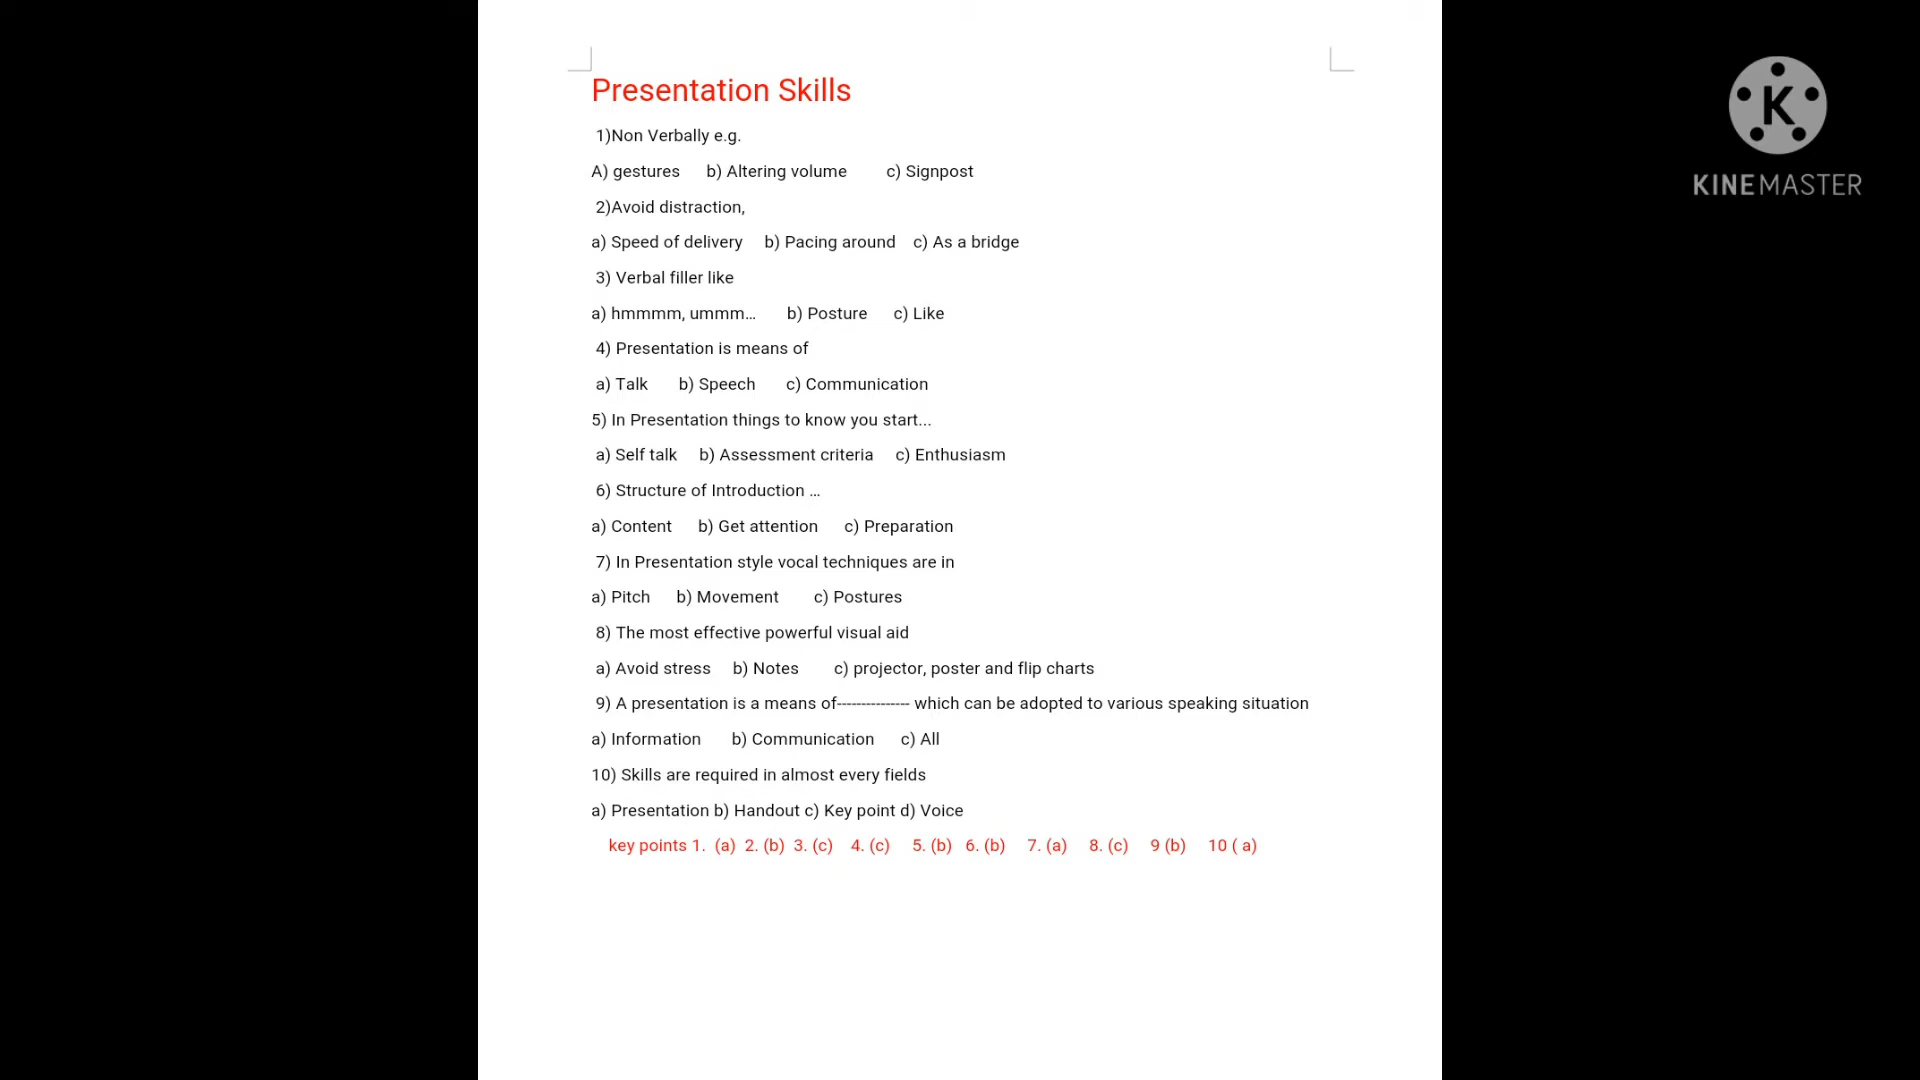 Presentation Skills
1)Non Verbally e.g.
A) gestures b) Altering volume c) Signpost
2)Avoid distraction,
a) Speed of delivery b) Pacing around c) As a bridge
3) Verbal filler like
a) hmmmm, ummm... b) Posture c) Like
4) Presentation is means of
a) Talk b) Speech c) Communication
5) In Presentation things to know you start...
a) Self talk b) Assessment criteria c) Enthusiasm
6) Structure of Introduction ...
a) Content b) Get attention c) Preparation
7) In Presentation style vocal techniques are in
a) Pitch b) Movement c) Postures
8) The most effective powerful visual aid
a) Avoid stress b) Notes c) projector, poster and flip charts
9) A presentation is a means of--------------- which can be adopted to various speaking situation
a) Information b) Communication c) All
10) Skills are required in almost every fields
a) Presentation b) Handout c) Key point d) Voice
key points 1. (a) 2. (b) 3. (c) 4. (c) 5. (b) 6. (b) 7. (a) 8. (c) 9 (b) 10 ( a)
K
KINEMASTER